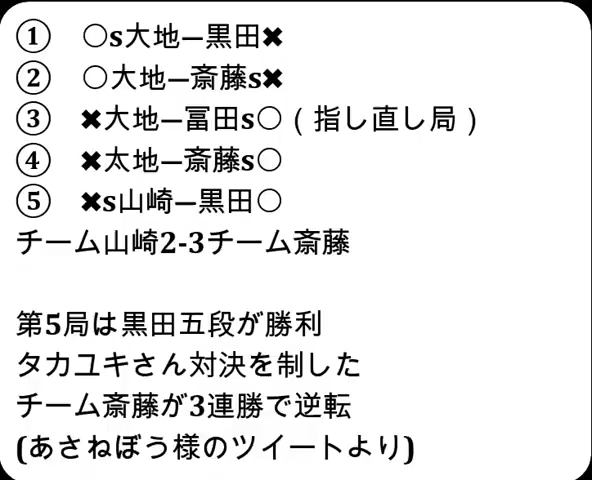 ① ○s大地―黒田✖
② ○大地―斎藤s✖
③ ✖大地―冨田s○(指し直し局)
④ ✖太地―斎藤s○
⑤ ✖s山崎―黒田○
チーム山崎2-3チーム斎藤
第5局は黒田五段が勝利
タカユキさん対決を制した
チーム斎藤が3連勝で逆転
(あさねぼう様のツイートより)